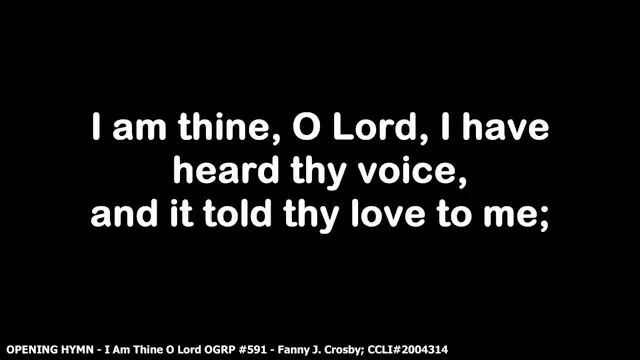 I am thine, O Lord, I have
heard thy voice,
and it told thy love to me;
OPENING HYMN - I Am Thine O Lord OGRP #591 - Fanny J. Crosby; CCLI#2004314